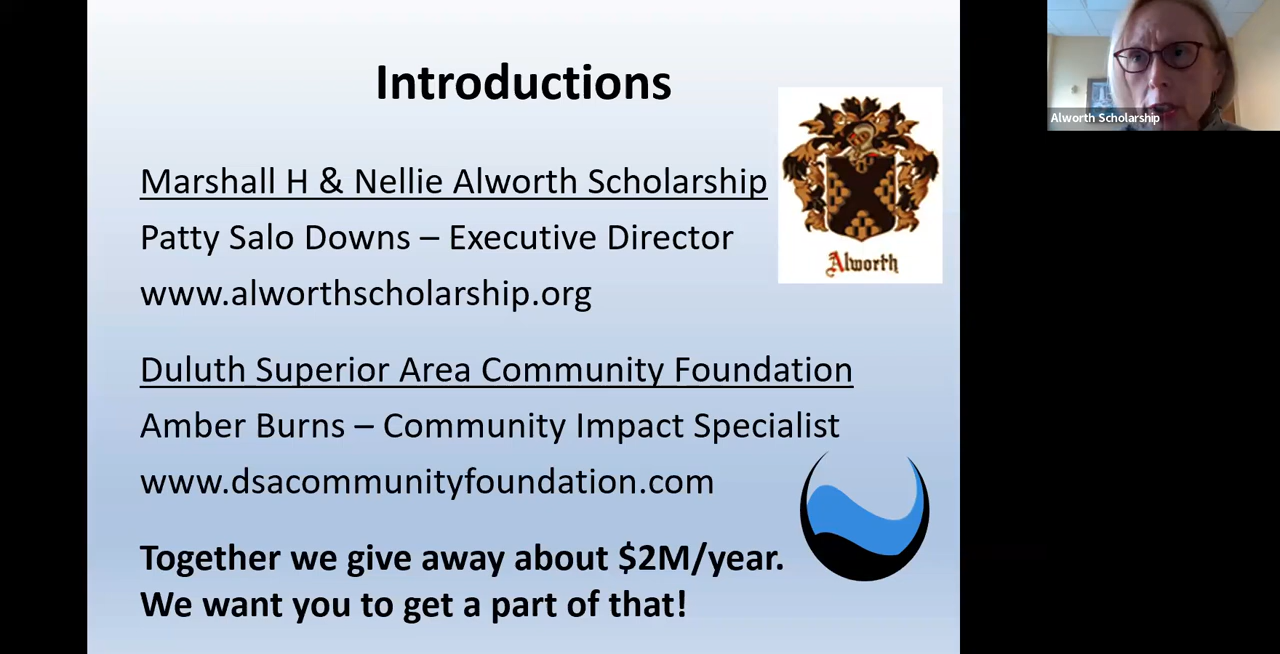 Introductions
Marshall H & Nellie Alworth Scholarship
Patty Salo Downs – Executive Director
www.alworthscholarship.org
Alworth
Duluth Superior Area Community Foundation
Amber Burns – Community Impact Specialist
www.dsacommunityfoundation.com
Together we give away about $2M/year.
We want you to get a part of that!
Alworth Scholarship